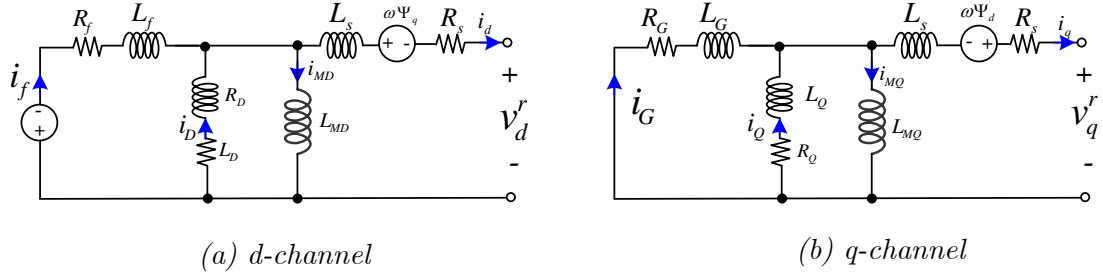 R_f L_f L_s ωΨ_q R_s i_d
i_f - + R_D i_D L_D i_MD L_MD + - + v_d^r -
(a) d-channel
R_G L_G L_s ωΨ_d R_s i_q
i_G L_Q i_Q R_Q i_MQ L_MQ - + + v_q^r -
(b) q-channel